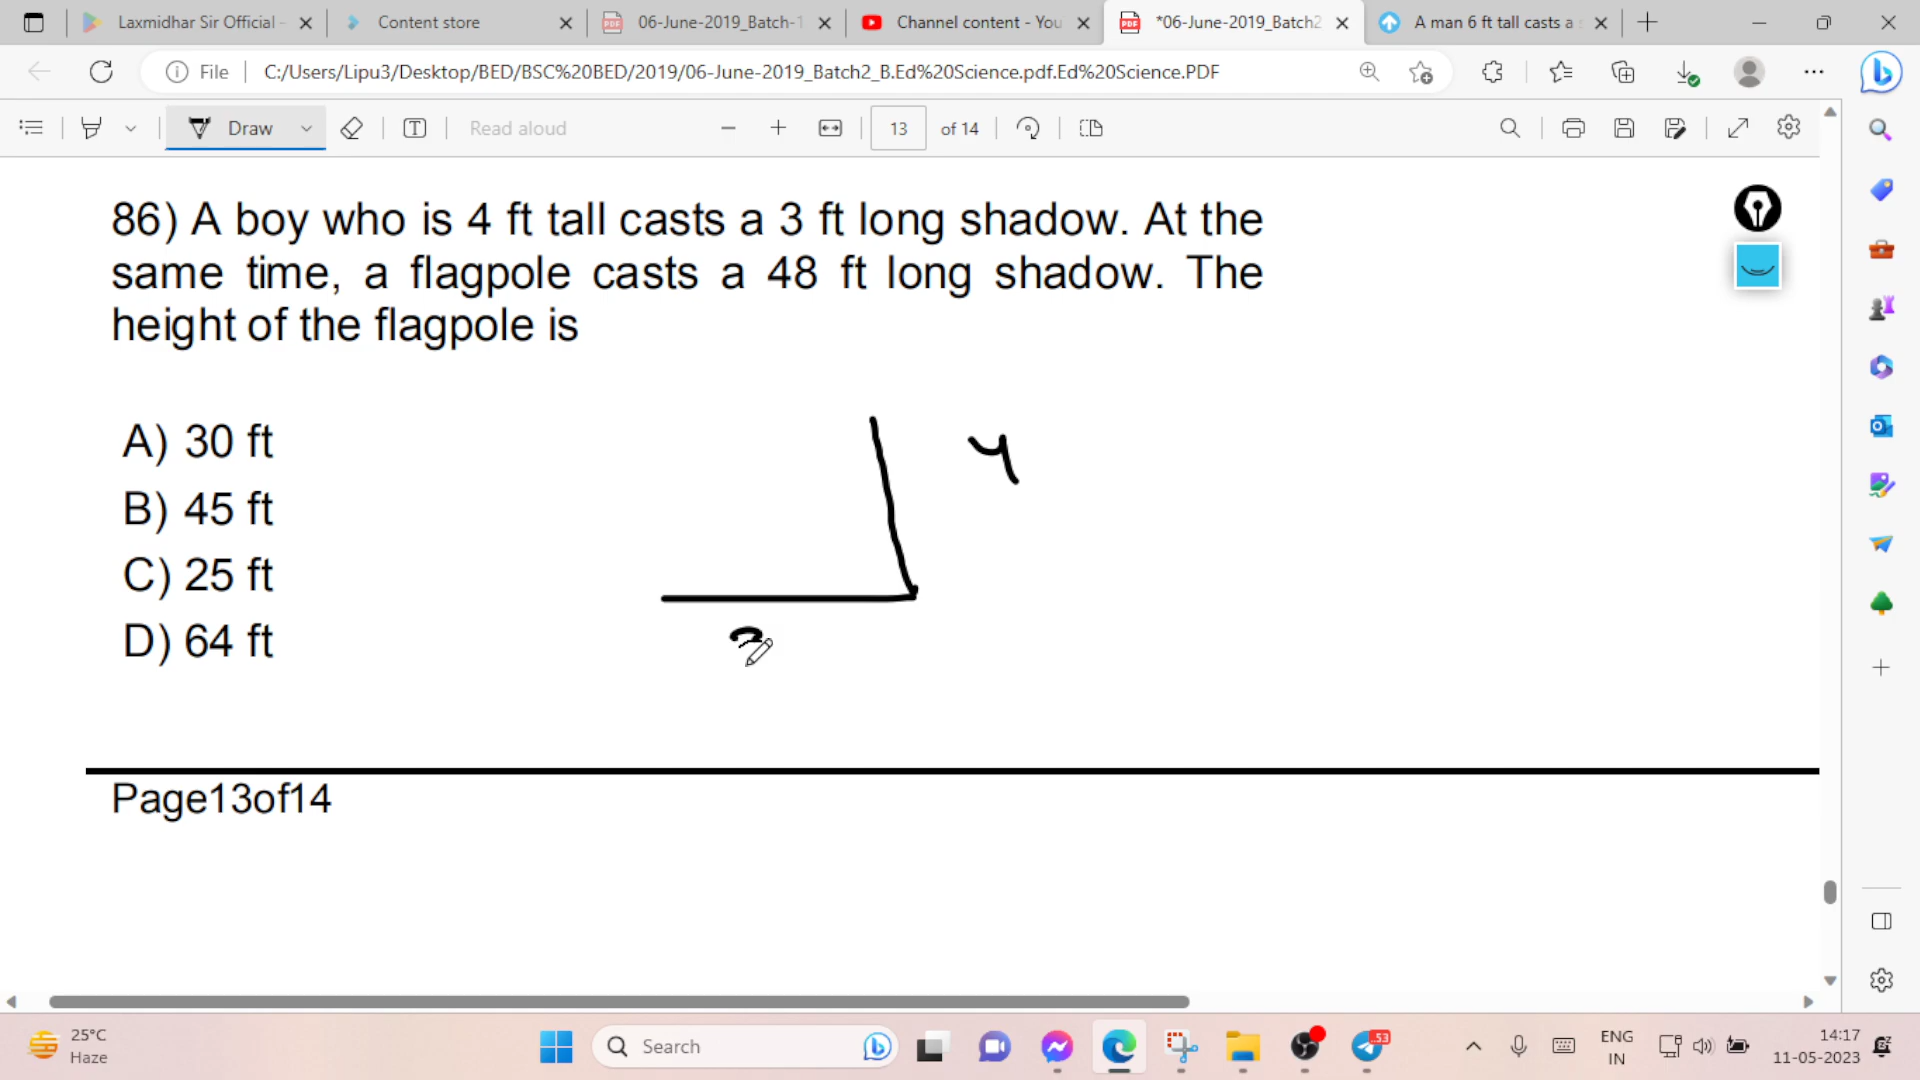 Laxmidhar Sir Official -
Content store
06-June-2019_Batch-1
Channel content - You
*06-June-2019_Batch2
A man 6 ft tall casts a s
File
C:/Users/Lipu3/Desktop/BED/BSC%20BED/2019/06-June-2019_Batch2_B.Ed%20Science.pdf.Ed%20Science.PDF
Draw
Read aloud
13
of 14
86) A boy who is 4 ft tall casts a 3 ft long shadow. At the
same time, a flagpole casts a 48 ft long shadow. The
height of the flagpole is
A) 30 ft
B) 45 ft
C) 25 ft
D) 64 ft
4
Page13of14
25°C
Haze
Search
53
ENG
IN
14:17
11-05-2023